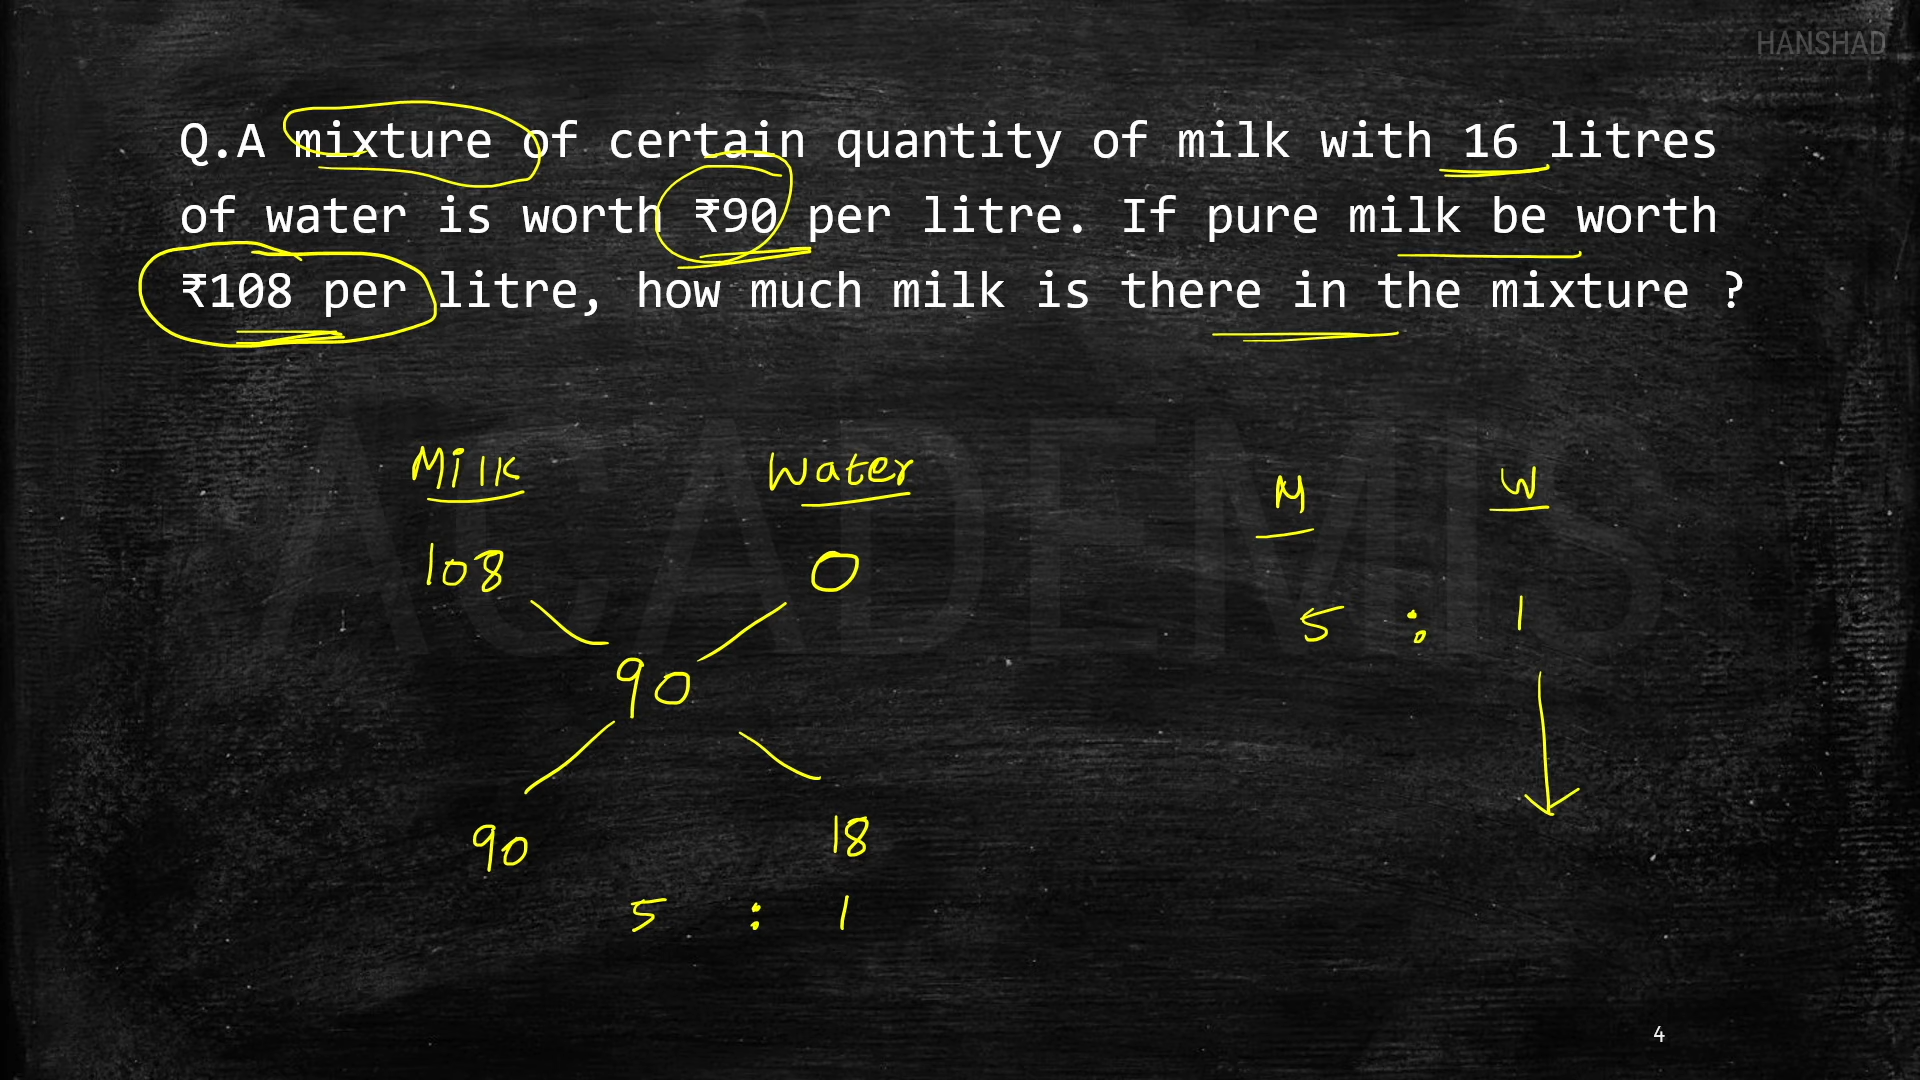 HANSHAD
Q.A mixture of certain quantity of milk with 16 litres
of water is worth ₹90 per litre. If pure milk be worth
₹108 per litre, how much milk is there in the mixture ?
ACADEMIS
Milk Water
108 0
90
90 18
5 : 1
M W
5 : 1
4